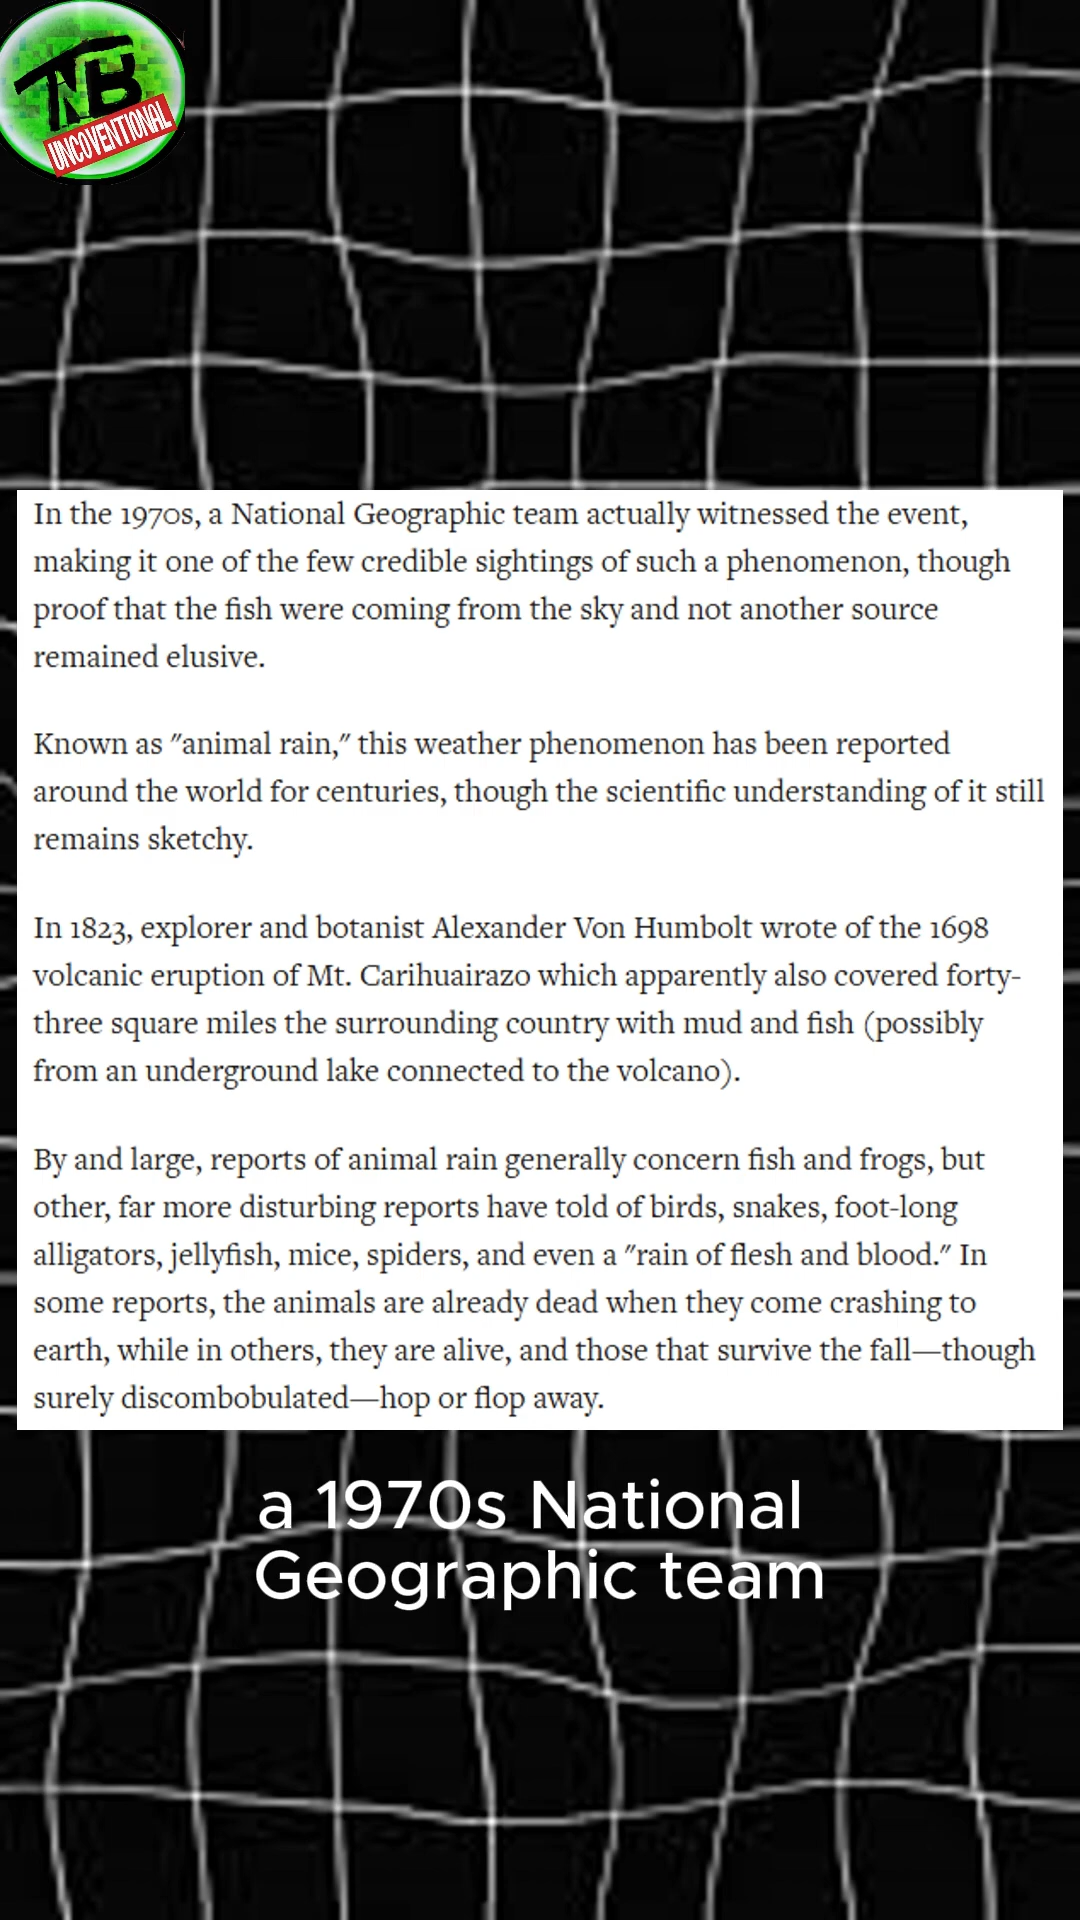 TNB
UNCOVENTIONAL
In the 1970s, a National Geographic team actually witnessed the event,
making it one of the few credible sightings of such a phenomenon, though
proof that the fish were coming from the sky and not another source
remained elusive.
Known as "animal rain," this weather phenomenon has been reported
around the world for centuries, though the scientific understanding of it still
remains sketchy.
In 1823, explorer and botanist Alexander Von Humbolt wrote of the 1698
volcanic eruption of Mt. Carihuairazo which apparently also covered forty-
three square miles the surrounding country with mud and fish (possibly
from an underground lake connected to the volcano).
By and large, reports of animal rain generally concern fish and frogs, but
other, far more disturbing reports have told of birds, snakes, foot-long
alligators, jellyfish, mice, spiders, and even a "rain of flesh and blood." In
some reports, the animals are already dead when they come crashing to
earth, while in others, they are alive, and those that survive the fall—though
surely discombobulated—hop or flop away.
a 1970s National
Geographic team